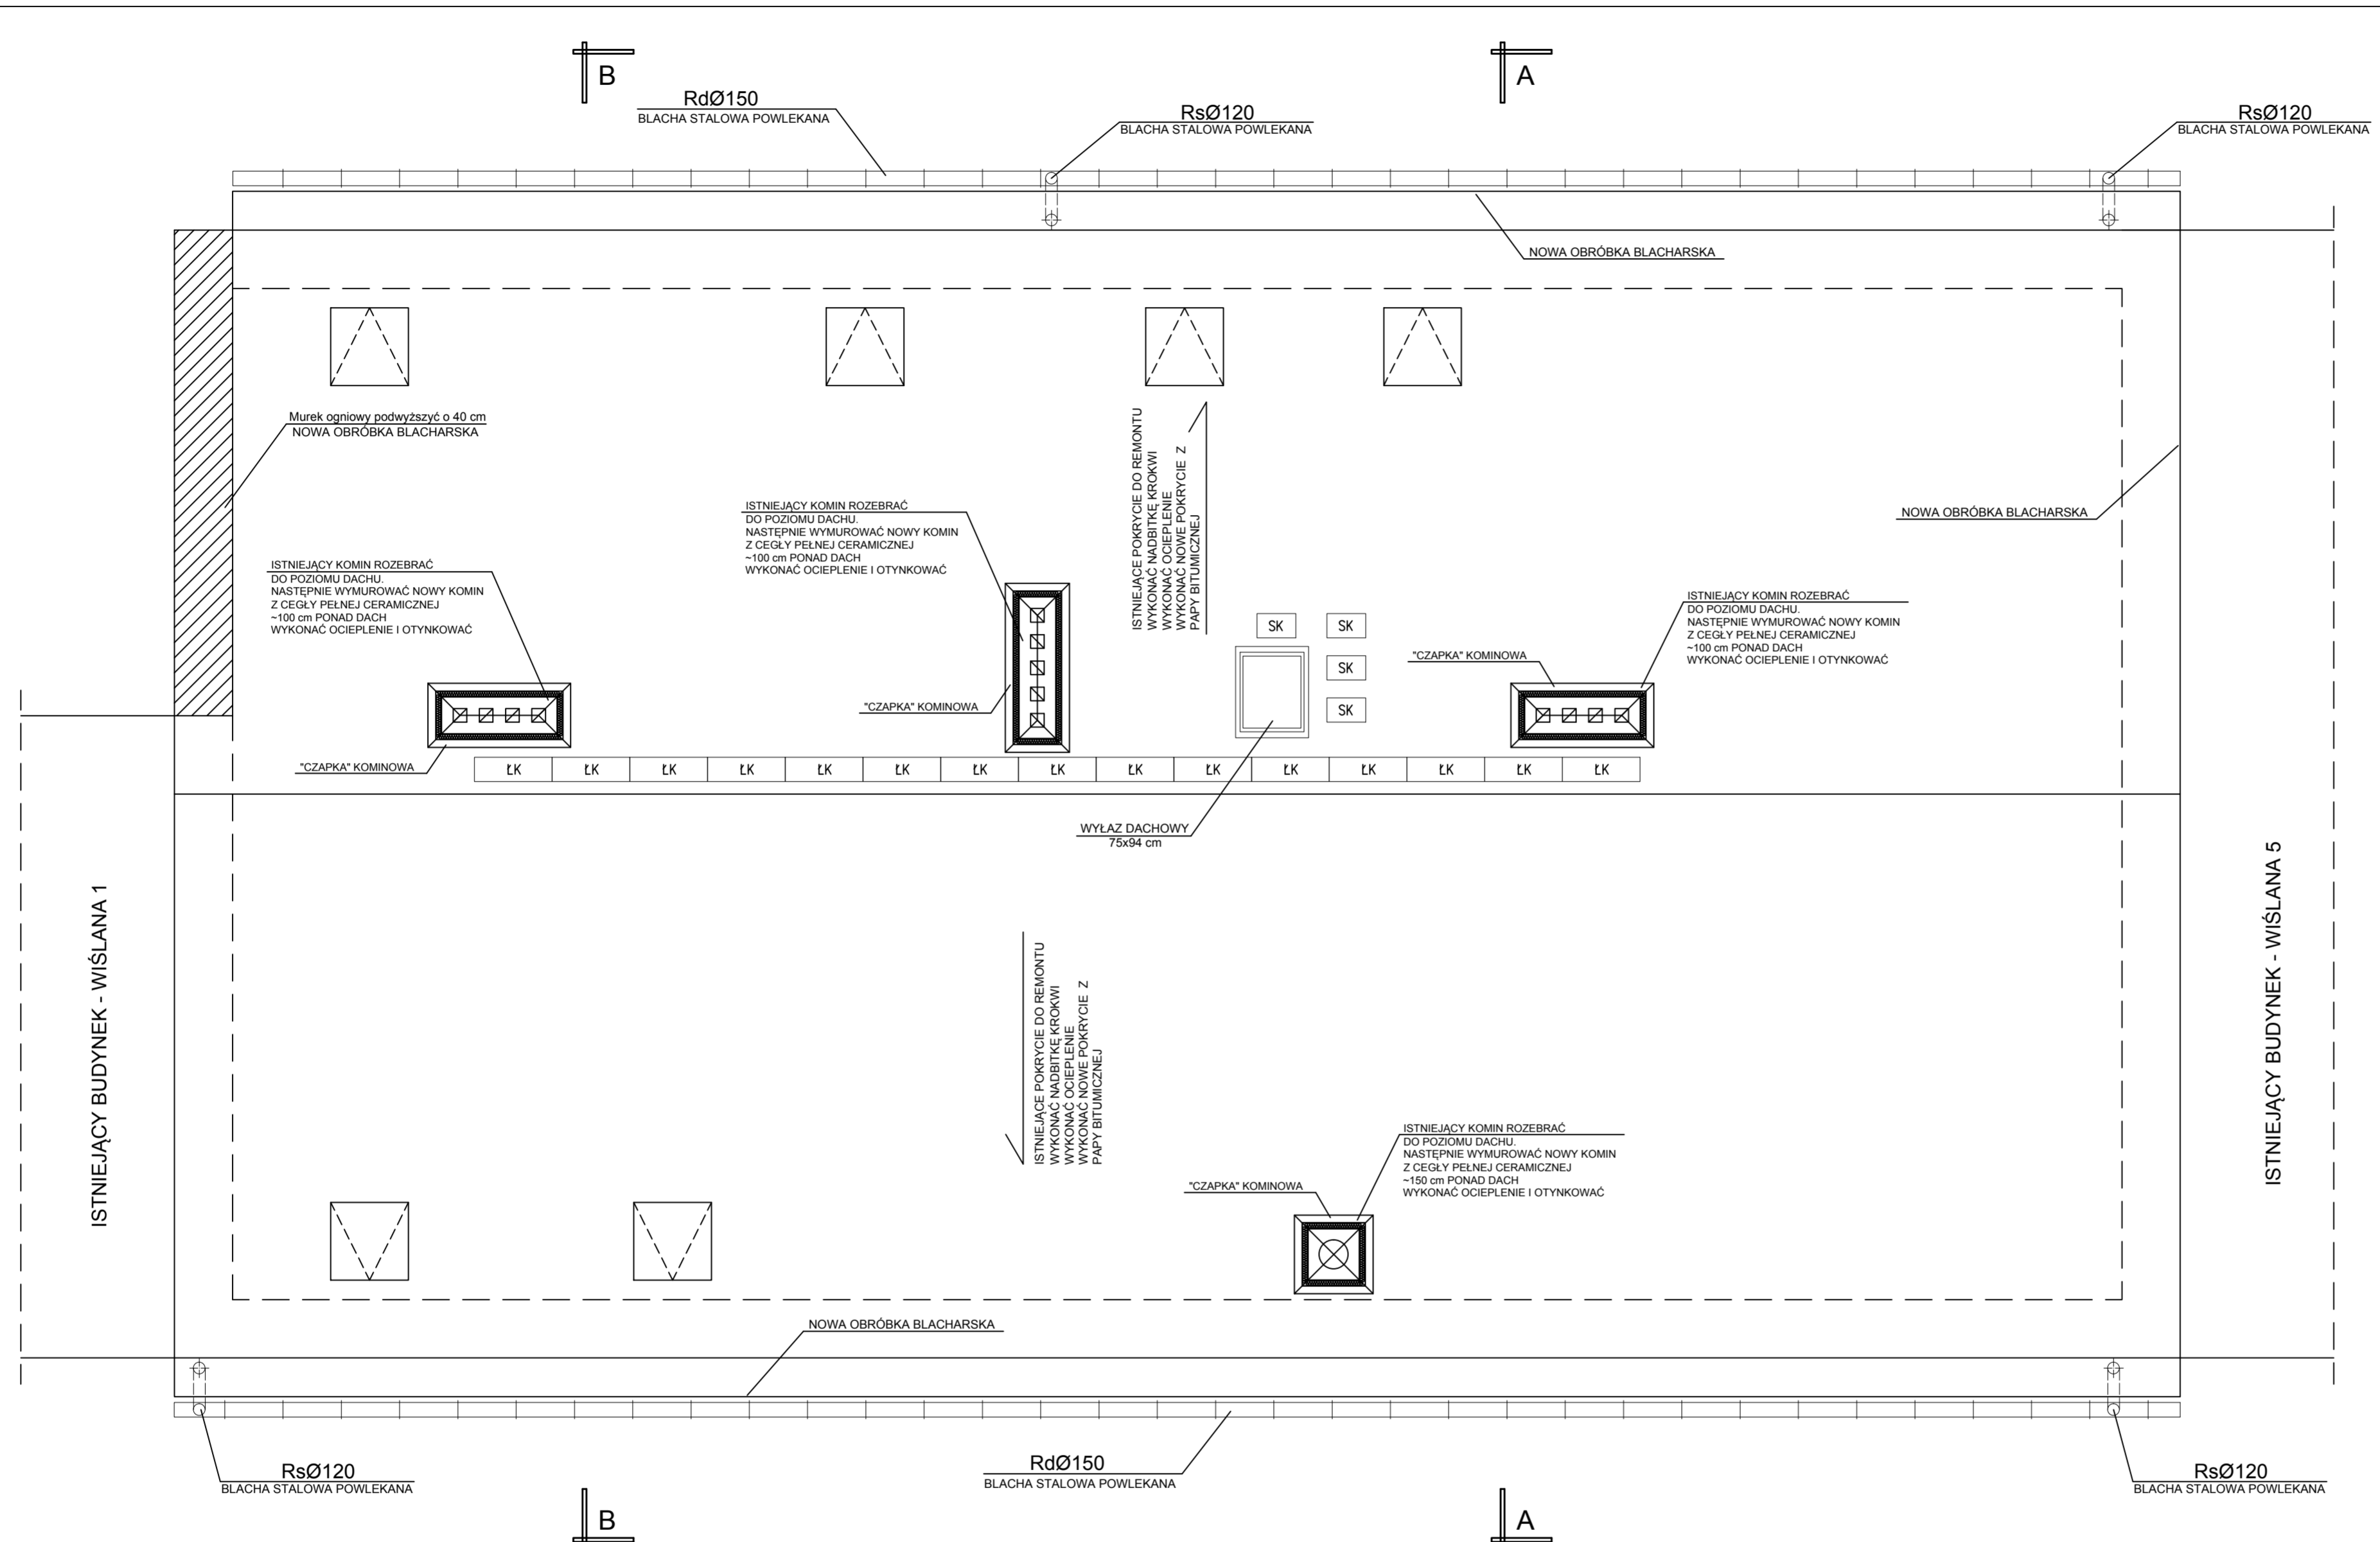 B
A
RdØ150
BLACHA STALOWA POWLEKANA
RsØ120
BLACHA STALOWA POWLEKANA
RsØ120
BLACHA STALOWA POWLEKANA
NOWA OBRÓBKA BLACHARSKA
Murek ogniowy podwyższyć o 40 cm
NOWA OBRÓBKA BLACHARSKA
ISTNIEJĄCE POKRYCIE DO REMONTU
WYKONAĆ NADBITKĘ KROKWI
WYKONAĆ OCIEPLENIE
WYKONAĆ NOWE POKRYCIE Z
PAPY BITUMICZNEJ
NOWA OBRÓBKA BLACHARSKA
ISTNIEJĄCY KOMIN ROZEBRAĆ
DO POZIOMU DACHU.
NASTĘPNIE WYMUROWAĆ NOWY KOMIN
Z CEGŁY PEŁNEJ CERAMICZNEJ
~100 cm PONAD DACH
WYKONAĆ OCIEPLENIE I OTYNKOWAĆ
ISTNIEJĄCY KOMIN ROZEBRAĆ
DO POZIOMU DACHU.
NASTĘPNIE WYMUROWAĆ NOWY KOMIN
Z CEGŁY PEŁNEJ CERAMICZNEJ
~100 cm PONAD DACH
WYKONAĆ OCIEPLENIE I OTYNKOWAĆ
ISTNIEJĄCY KOMIN ROZEBRAĆ
DO POZIOMU DACHU.
NASTĘPNIE WYMUROWAĆ NOWY KOMIN
Z CEGŁY PEŁNEJ CERAMICZNEJ
~100 cm PONAD DACH
WYKONAĆ OCIEPLENIE I OTYNKOWAĆ
SK SK
SK
SK
"CZAPKA" KOMINOWA
"CZAPKA" KOMINOWA
"CZAPKA" KOMINOWA
ŁK ŁK ŁK ŁK ŁK ŁK ŁK ŁK ŁK ŁK ŁK ŁK ŁK ŁK ŁK
WYŁAZ DACHOWY
75x94 cm
ISTNIEJĄCY BUDYNEK - WIŚLANA 1
ISTNIEJĄCY BUDYNEK - WIŚLANA 5
ISTNIEJĄCE POKRYCIE DO REMONTU
WYKONAĆ NADBITKĘ KROKWI
WYKONAĆ OCIEPLENIE
WYKONAĆ NOWE POKRYCIE Z
PAPY BITUMICZNEJ
ISTNIEJĄCY KOMIN ROZEBRAĆ
DO POZIOMU DACHU.
NASTĘPNIE WYMUROWAĆ NOWY KOMIN
Z CEGŁY PEŁNEJ CERAMICZNEJ
~150 cm PONAD DACH
WYKONAĆ OCIEPLENIE I OTYNKOWAĆ
"CZAPKA" KOMINOWA
NOWA OBRÓBKA BLACHARSKA
RsØ120
BLACHA STALOWA POWLEKANA
RdØ150
BLACHA STALOWA POWLEKANA
RsØ120
BLACHA STALOWA POWLEKANA
B
A